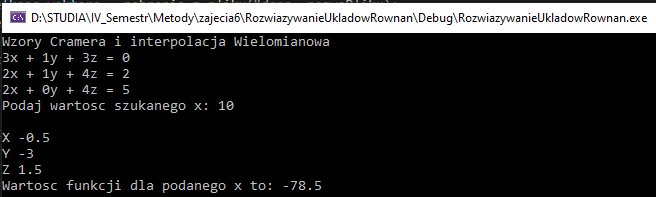 D:\STUDIA\IV_Semestr\Metody\zajecia6\RozwiazywanieUkladowRownan\Debug\RozwiazywanieUkladowRownan.exe
Wzory Cramera i interpolacja Wielomianowa
3x + 1y + 3z = 0
2x + 1y + 4z = 2
2x + 0y + 4z = 5
Podaj wartosc szukanego x: 10
X -0.5
Y -3
Z 1.5
Wartosc funkcji dla podanego x to: -78.5